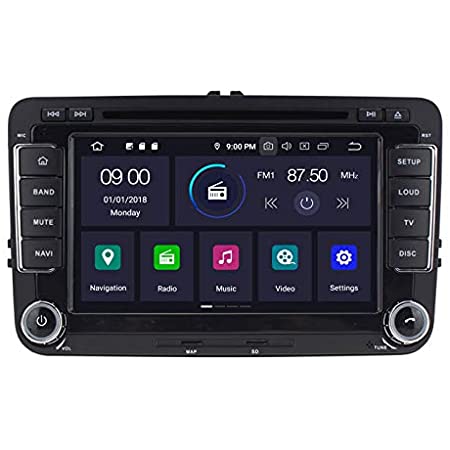 MIC
RST
9:00 PM
SETUP
BAND
LOUD
MUTE
TV
NAVI
DISC
09 00
01/01/2018
Monday
FM1 87.50 MHz
Navigation Radio Music Video Settings
VOL
MAP
SD
TUNE